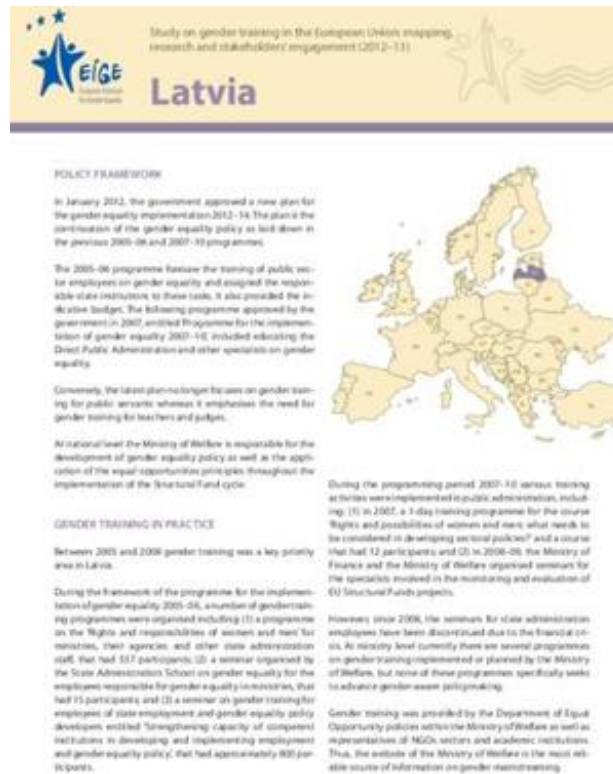 Study on gender training in the European Union: mapping,
research and stakeholders' engagement (2012–13)
EIGE
Latvia
POLICY FRAMEWORK
In January 2012, the government approved a new plan for
the gender equality implementation 2012–14. The plan is the
continuation of the gender equality policy as laid down in
the previous 2005–06 and 2007–10 programmes.
The 2005–06 programme foresaw the training of public sec-
tor employees on gender equality and assigned the respon-
sible state institutions to these tasks. It also provided the in-
dicative budget. The following programme approved by the
government in 2007, entitled 'Programme for the implemen-
tation of gender equality 2007–10', included educating the
Direct Public Administration and other specialists on gender
equality.
Conversely, the latest plan no longer focuses on gender train-
ing for public servants whereas it emphasises the need for
gender training for teachers and judges.
At national level the Ministry of Welfare is responsible for the
development of gender equality policy as well as the appli-
cation of the equal opportunities principles throughout the
implementation of the Structural Fund cycle.
GENDER TRAINING IN PRACTICE
Between 2005 and 2008 gender training was a key priority
area in Latvia.
During the framework of the programme for the implemen-
tation of gender equality 2005–06, a number of gender train-
ing programmes were organised including: (1) a programme
on the 'Rights and responsibilities of women and men' for
ministries, their agencies and other state administration
staff, that had 557 participants; (2) a seminar organised by
the State Administration School on gender equality for the
employees responsible for gender equality in ministries, that
had 15 participants; and (3) a seminar on gender training for
employees of state employment and gender equality policy
developers entitled 'Strengthening capacity of competent
institutions in developing and implementing employment
and gender equality policy', that had approximately 800 par-
ticipants.
During the programming period 2007–10 various training
activities were implemented in public administration, includ-
ing: (1) in 2007, a 1-day training programme for the course
'Rights and possibilities of women and men: what needs to
be considered in developing sectoral policies?' and a course
that had 12 participants; and (2) in 2008–09, the Ministry of
Finance and the Ministry of Welfare organised seminars for
the specialists involved in the monitoring and evaluation of
EU Structural Funds projects.
However, since 2008, the seminars for state administration
employees have been discontinued due to the financial cri-
sis. At ministry level currently there are several programmes
on gender training implemented or planned by the Ministry
of Welfare, but none of these programmes specifically seeks
to advance gender-aware policymaking.
Gender training was provided by the Department of Equal
Opportunity policies within the Ministry of Welfare as well as
representatives of NGOs sectors and academic institutions.
Thus, the website of the Ministry of Welfare is the most reli-
able source of information on gender mainstreaming.